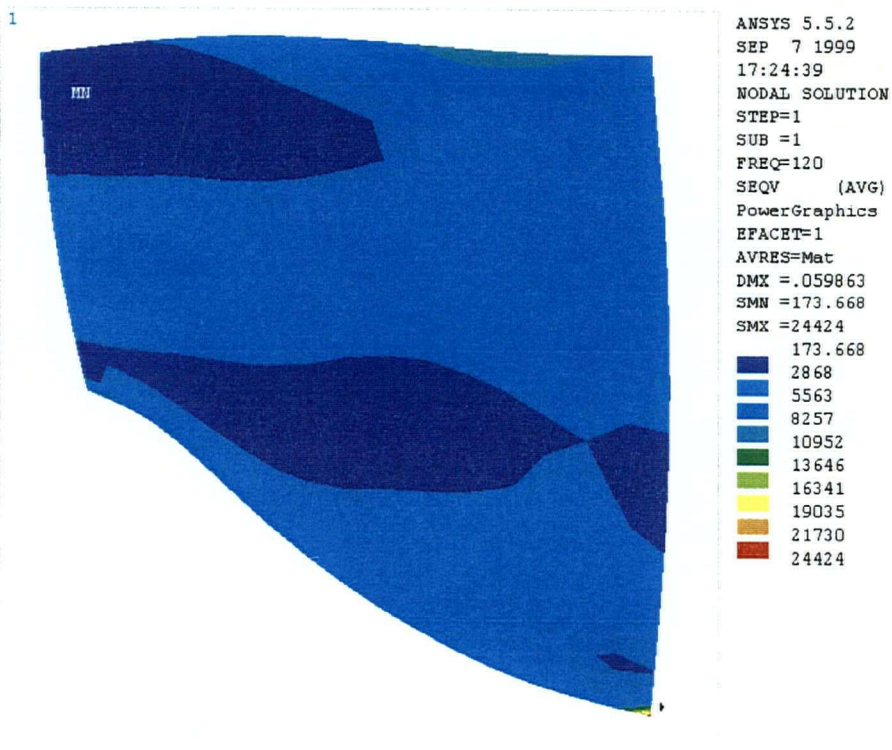 1
MN
ANSYS 5.5.2
SEP 7 1999
17:24:39
NODAL SOLUTION
STEP=1
SUB =1
FREQ=120
SEQV (AVG)
PowerGraphics
EFACET=1
AVRES=Mat
DMX =.059863
SMN =173.668
SMX =24424
173.668
2868
5563
8257
10952
13646
16341
19035
21730
24424